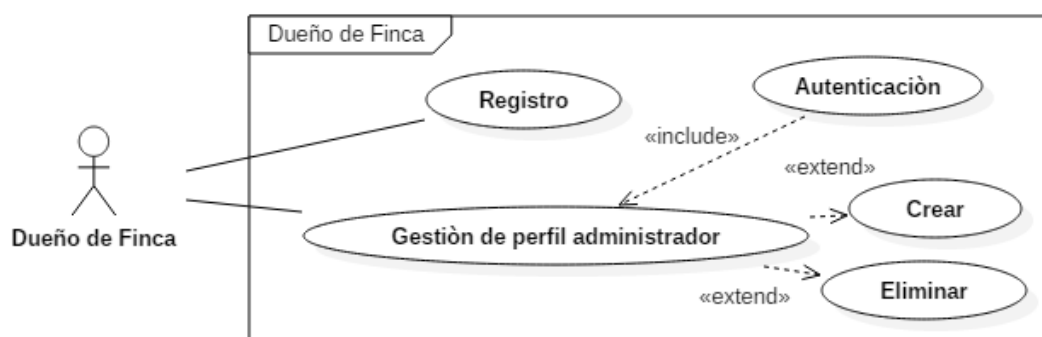 Dueño de Finca
Registro
Autenticaciòn
«include»
«extend»
Crear
Dueño de Finca
Gestiòn de perfil administrador
Eliminar
«extend»